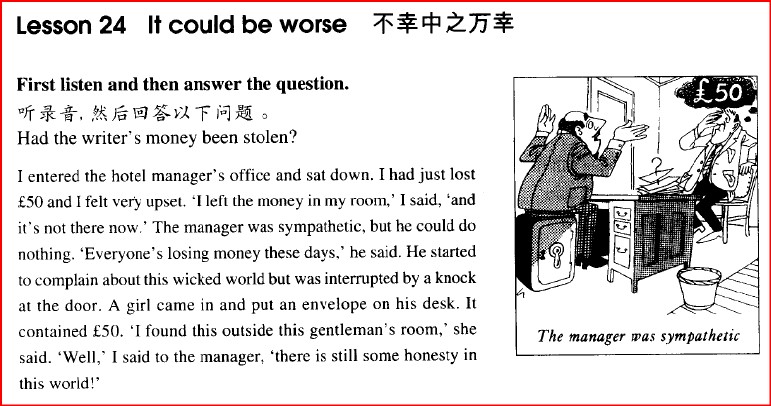 Lesson 24 It could be worse 不幸中之万幸
First listen and then answer the question.
听录音，然后回答以下问题。
Had the writer's money been stolen?
I entered the hotel manager's office and sat down. I had just lost
£50 and I felt very upset. 'I left the money in my room,' I said, 'and
it's not there now.' The manager was sympathetic, but he could do
nothing. 'Everyone's losing money these days,' he said. He started
to complain about this wicked world but was interrupted by a knock
at the door. A girl came in and put an envelope on his desk. It
contained £50. 'I found this outside this gentleman's room,' she
said. 'Well,' I said to the manager, 'there is still some honesty in
this world!'
£50
The manager was sympathetic